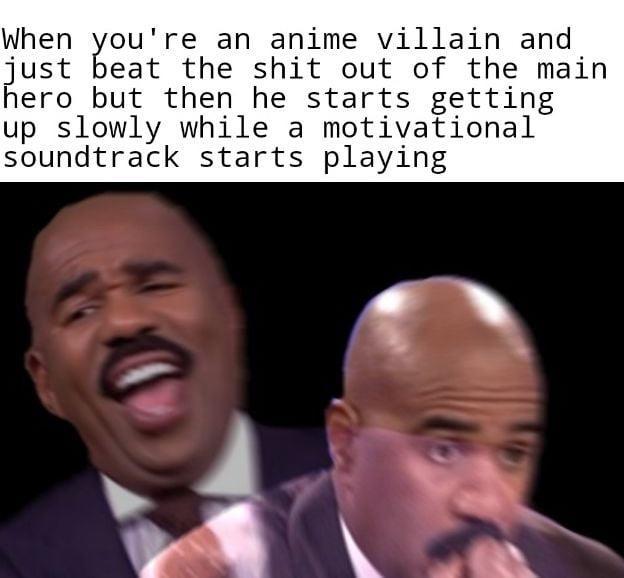 When you're an anime villain and
just beat the shit out of the main
hero but then he starts getting
up slowly while a motivational
soundtrack starts playing